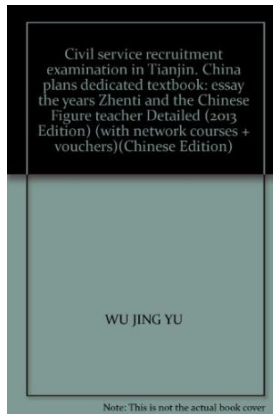 Civil service recruitment
examination in Tianjin. China
plans dedicated textbook: essay
the years Zhenti and the Chinese
Figure teacher Detailed (2013
Edition) (with network courses +
vouchers)(Chinese Edition)
WU JING YU
Note: This is not the actual book cover